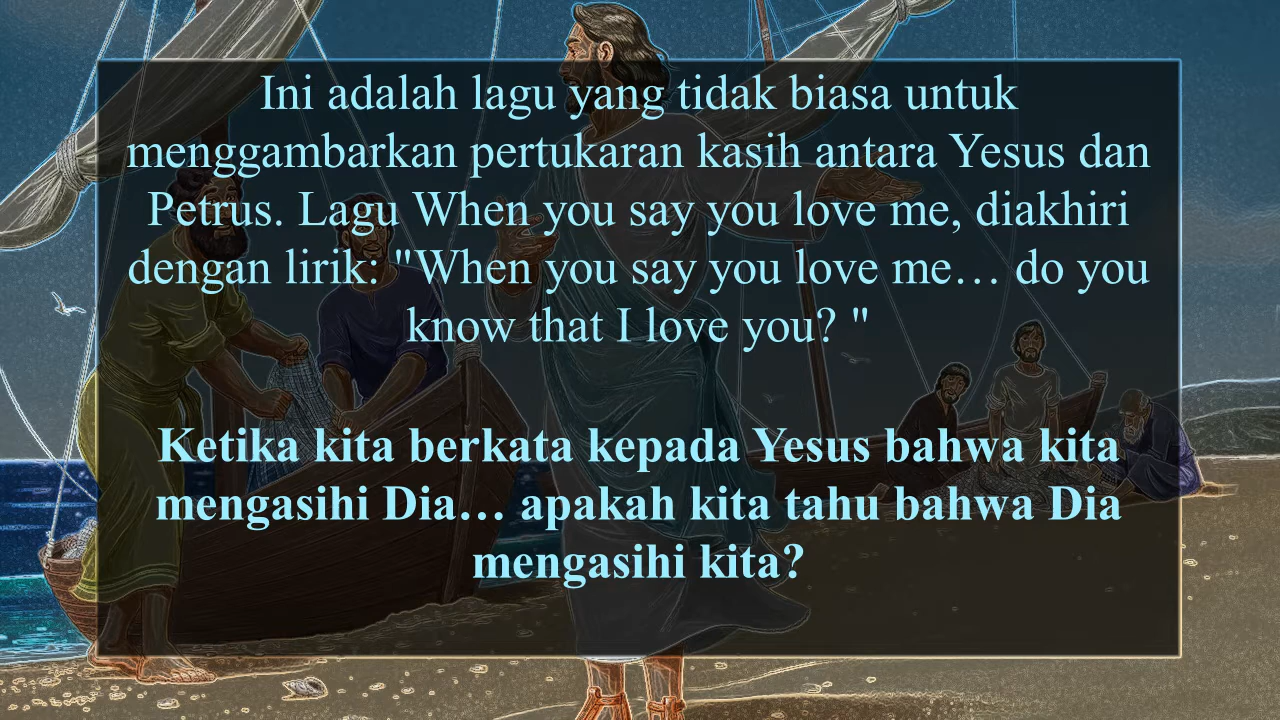 Ini adalah lagu yang tidak biasa untuk
menggambarkan pertukaran kasih antara Yesus dan
Petrus. Lagu When you say you love me, diakhiri
dengan lirik: "When you say you love me… do you
know that I love you? "
Ketika kita berkata kepada Yesus bahwa kita
mengasihi Dia… apakah kita tahu bahwa Dia
mengasihi kita?